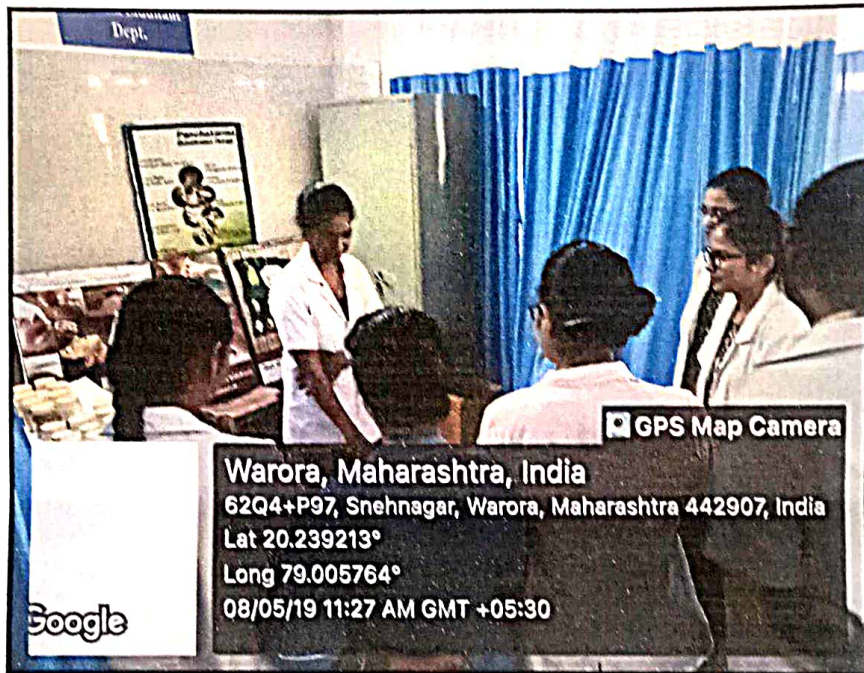 Dept.
Panchakarma
GPS Map Camera
Warora, Maharashtra, India
62Q4+P97, Snehnagar, Warora, Maharashtra 442907, India
Lat 20.239213°
Long 79.005764°
08/05/19 11:27 AM GMT +05:30
Google